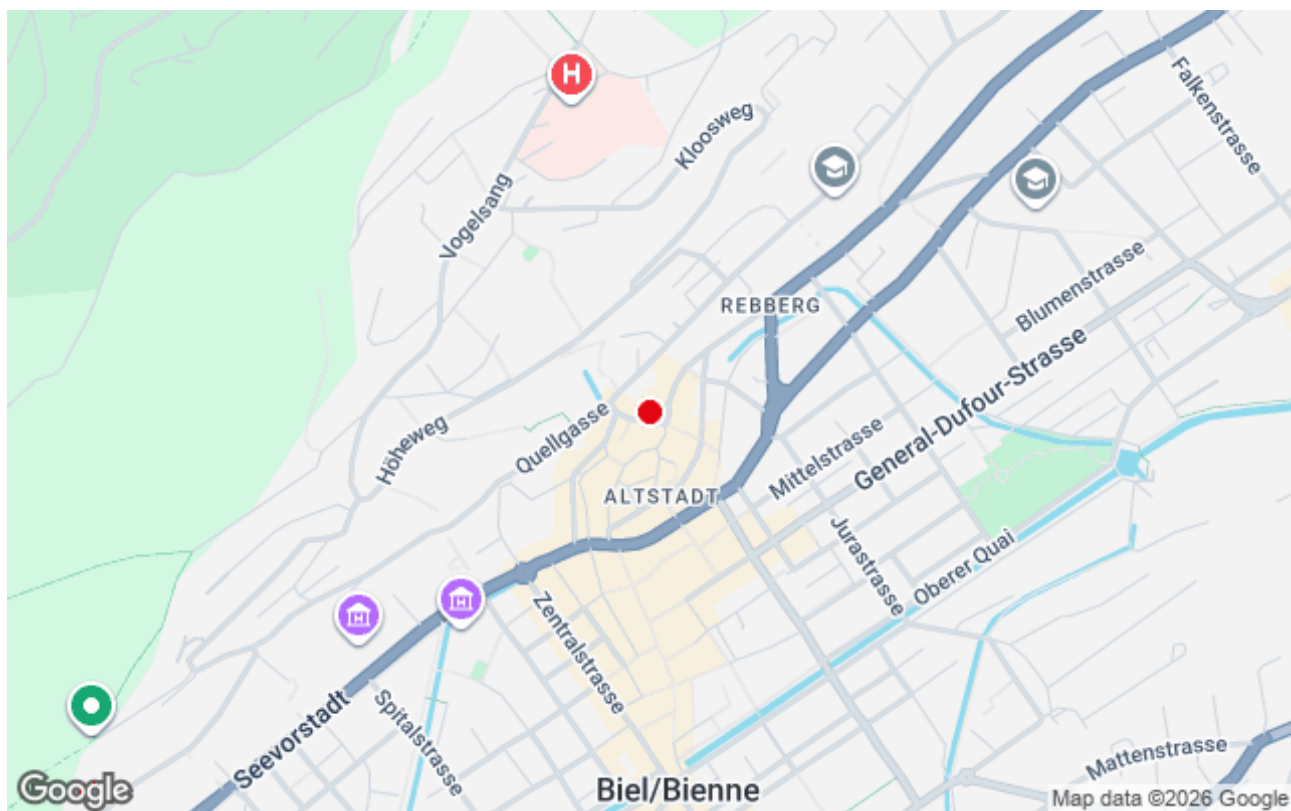 Falkenstrasse
H
Kloosweg
Vogelsang
REBBERG
Blumenstrasse
General-Dufour-Strasse
Höheweg
Quellgasse
Mittelstrasse
ALTSTADT
Jurastrasse
Oberer Quai
Zentralstrasse
Seevorstadt
Spitalstrasse
Mattenstrasse
Biel/Bienne
Google
Map data ©2026 Google